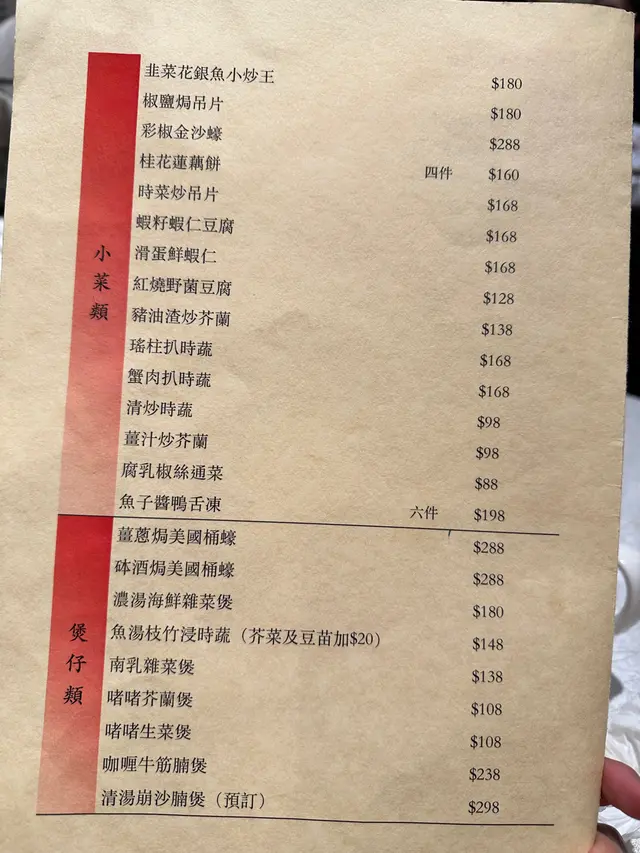 小菜類
韭菜花銀魚小炒王 $180
椒鹽焗吊片 $180
彩椒金沙蠔 $288
桂花蓮藕餅 四件 $160
時菜炒吊片 $168
蝦籽蝦仁豆腐 $168
滑蛋鮮蝦仁 $168
紅燒野菌豆腐 $128
豬油渣炒芥蘭 $138
瑤柱扒時蔬 $168
蟹肉扒時蔬 $168
清炒時蔬 $98
薑汁炒芥蘭 $98
腐乳椒絲通菜 $88
魚子醬鴨舌凍 六件 $198
煲仔類
薑蔥焗美國桶蠔 $288
砵酒焗美國桶蠔 $288
濃湯海鮮雜菜煲 $180
魚湯枝竹浸時蔬（芥菜及豆苗加$20） $148
南乳雜菜煲 $138
啫啫芥蘭煲 $108
啫啫生菜煲 $108
咖喱牛筋腩煲 $238
清湯崩沙腩煲（預訂） $298